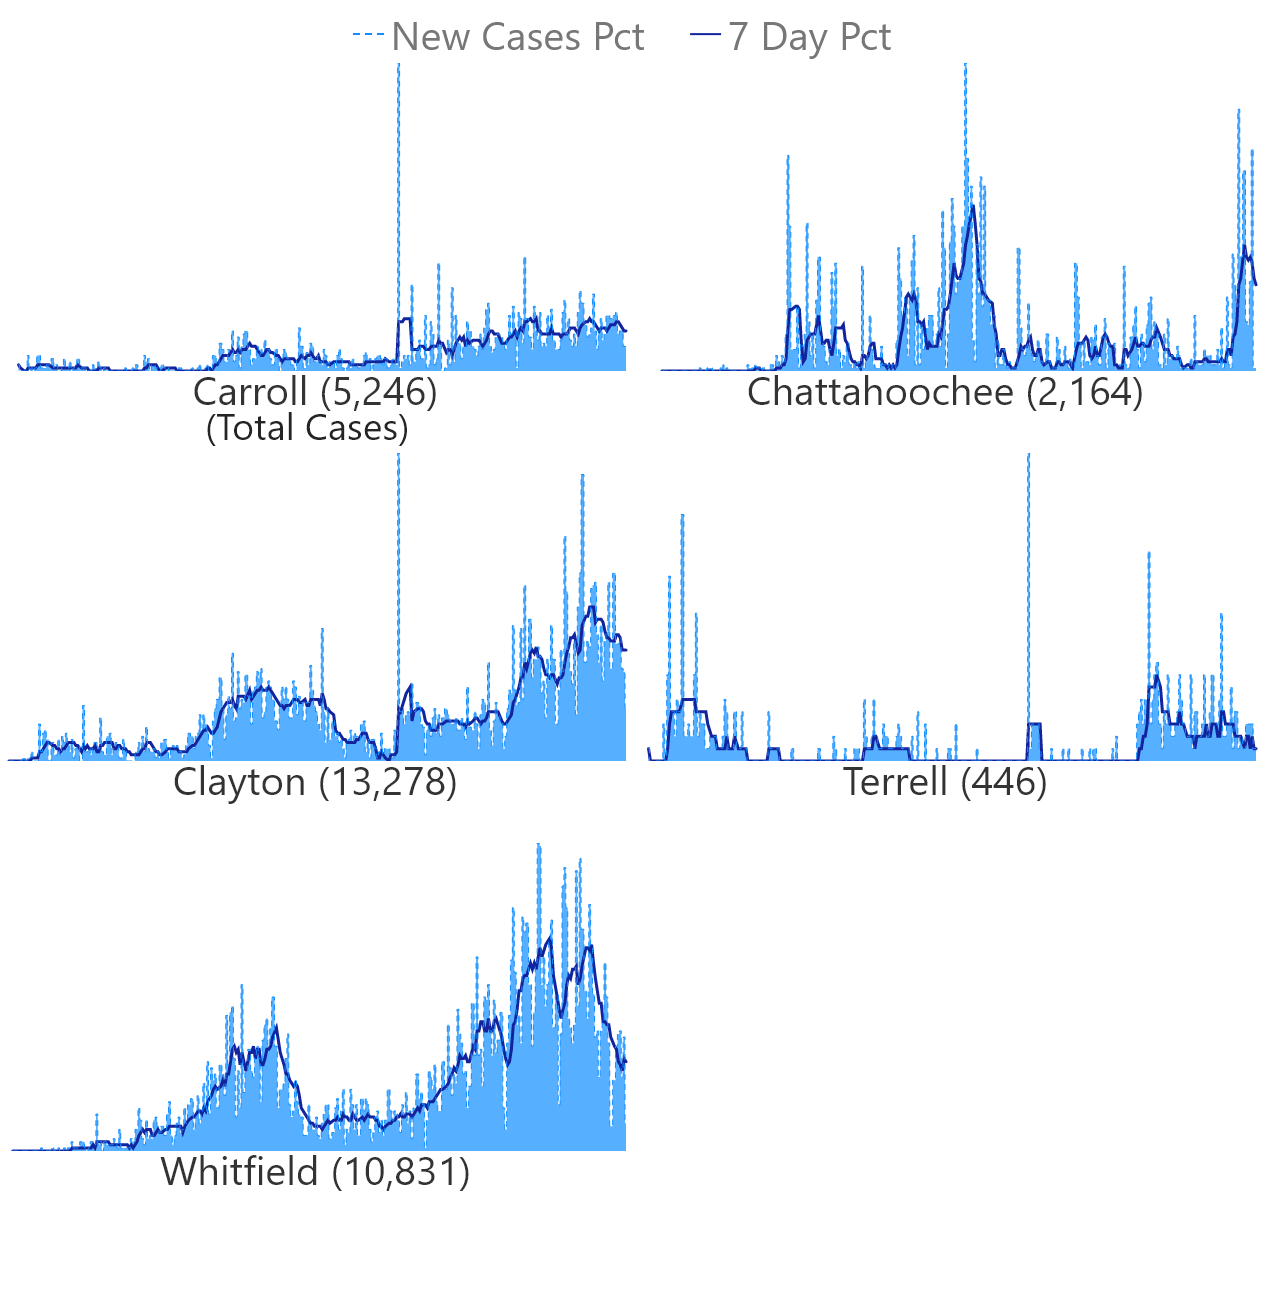 New Cases Pct 7 Day Pct
Carroll (5,246) Chattahoochee (2,164)
(Total Cases)
Clayton (13,278) Terrell (446)
Whitfield (10,831)